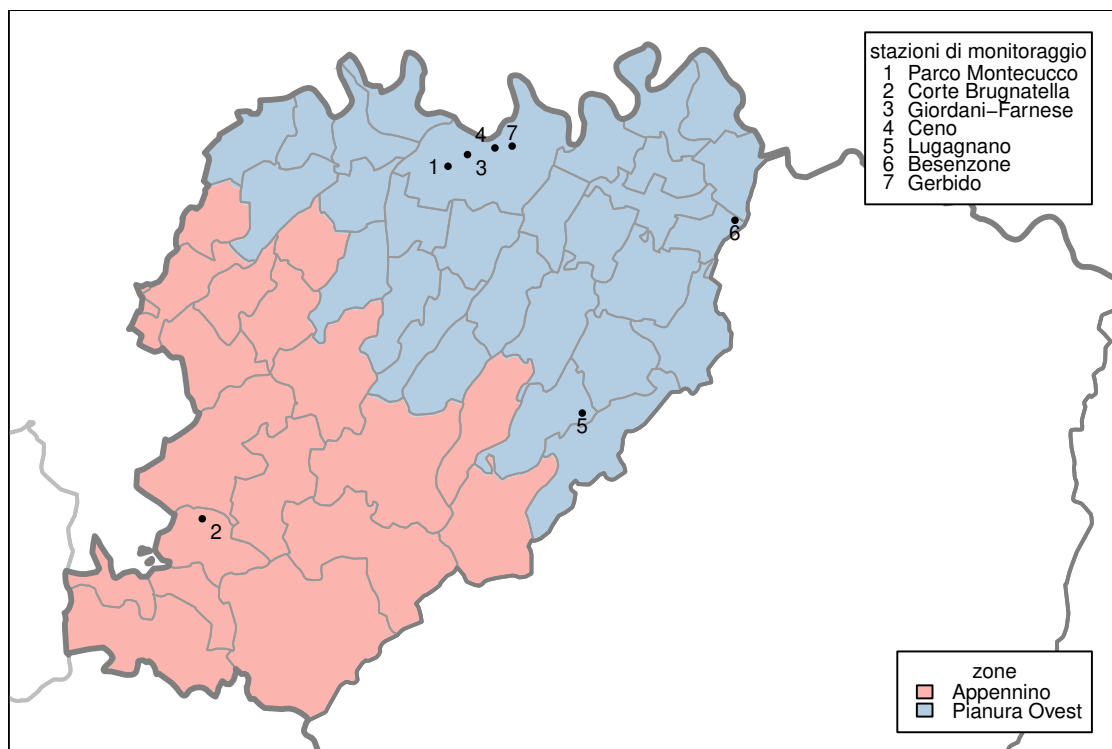 stazioni di monitoraggio
1 Parco Montecucco
2 Corte Brugnatella
3 Giordani−Farnese
4 Ceno
5 Lugagnano
6 Besenzone
7 Gerbido
4 7
1 3
6
5
2
zone
Appennino
Pianura Ovest